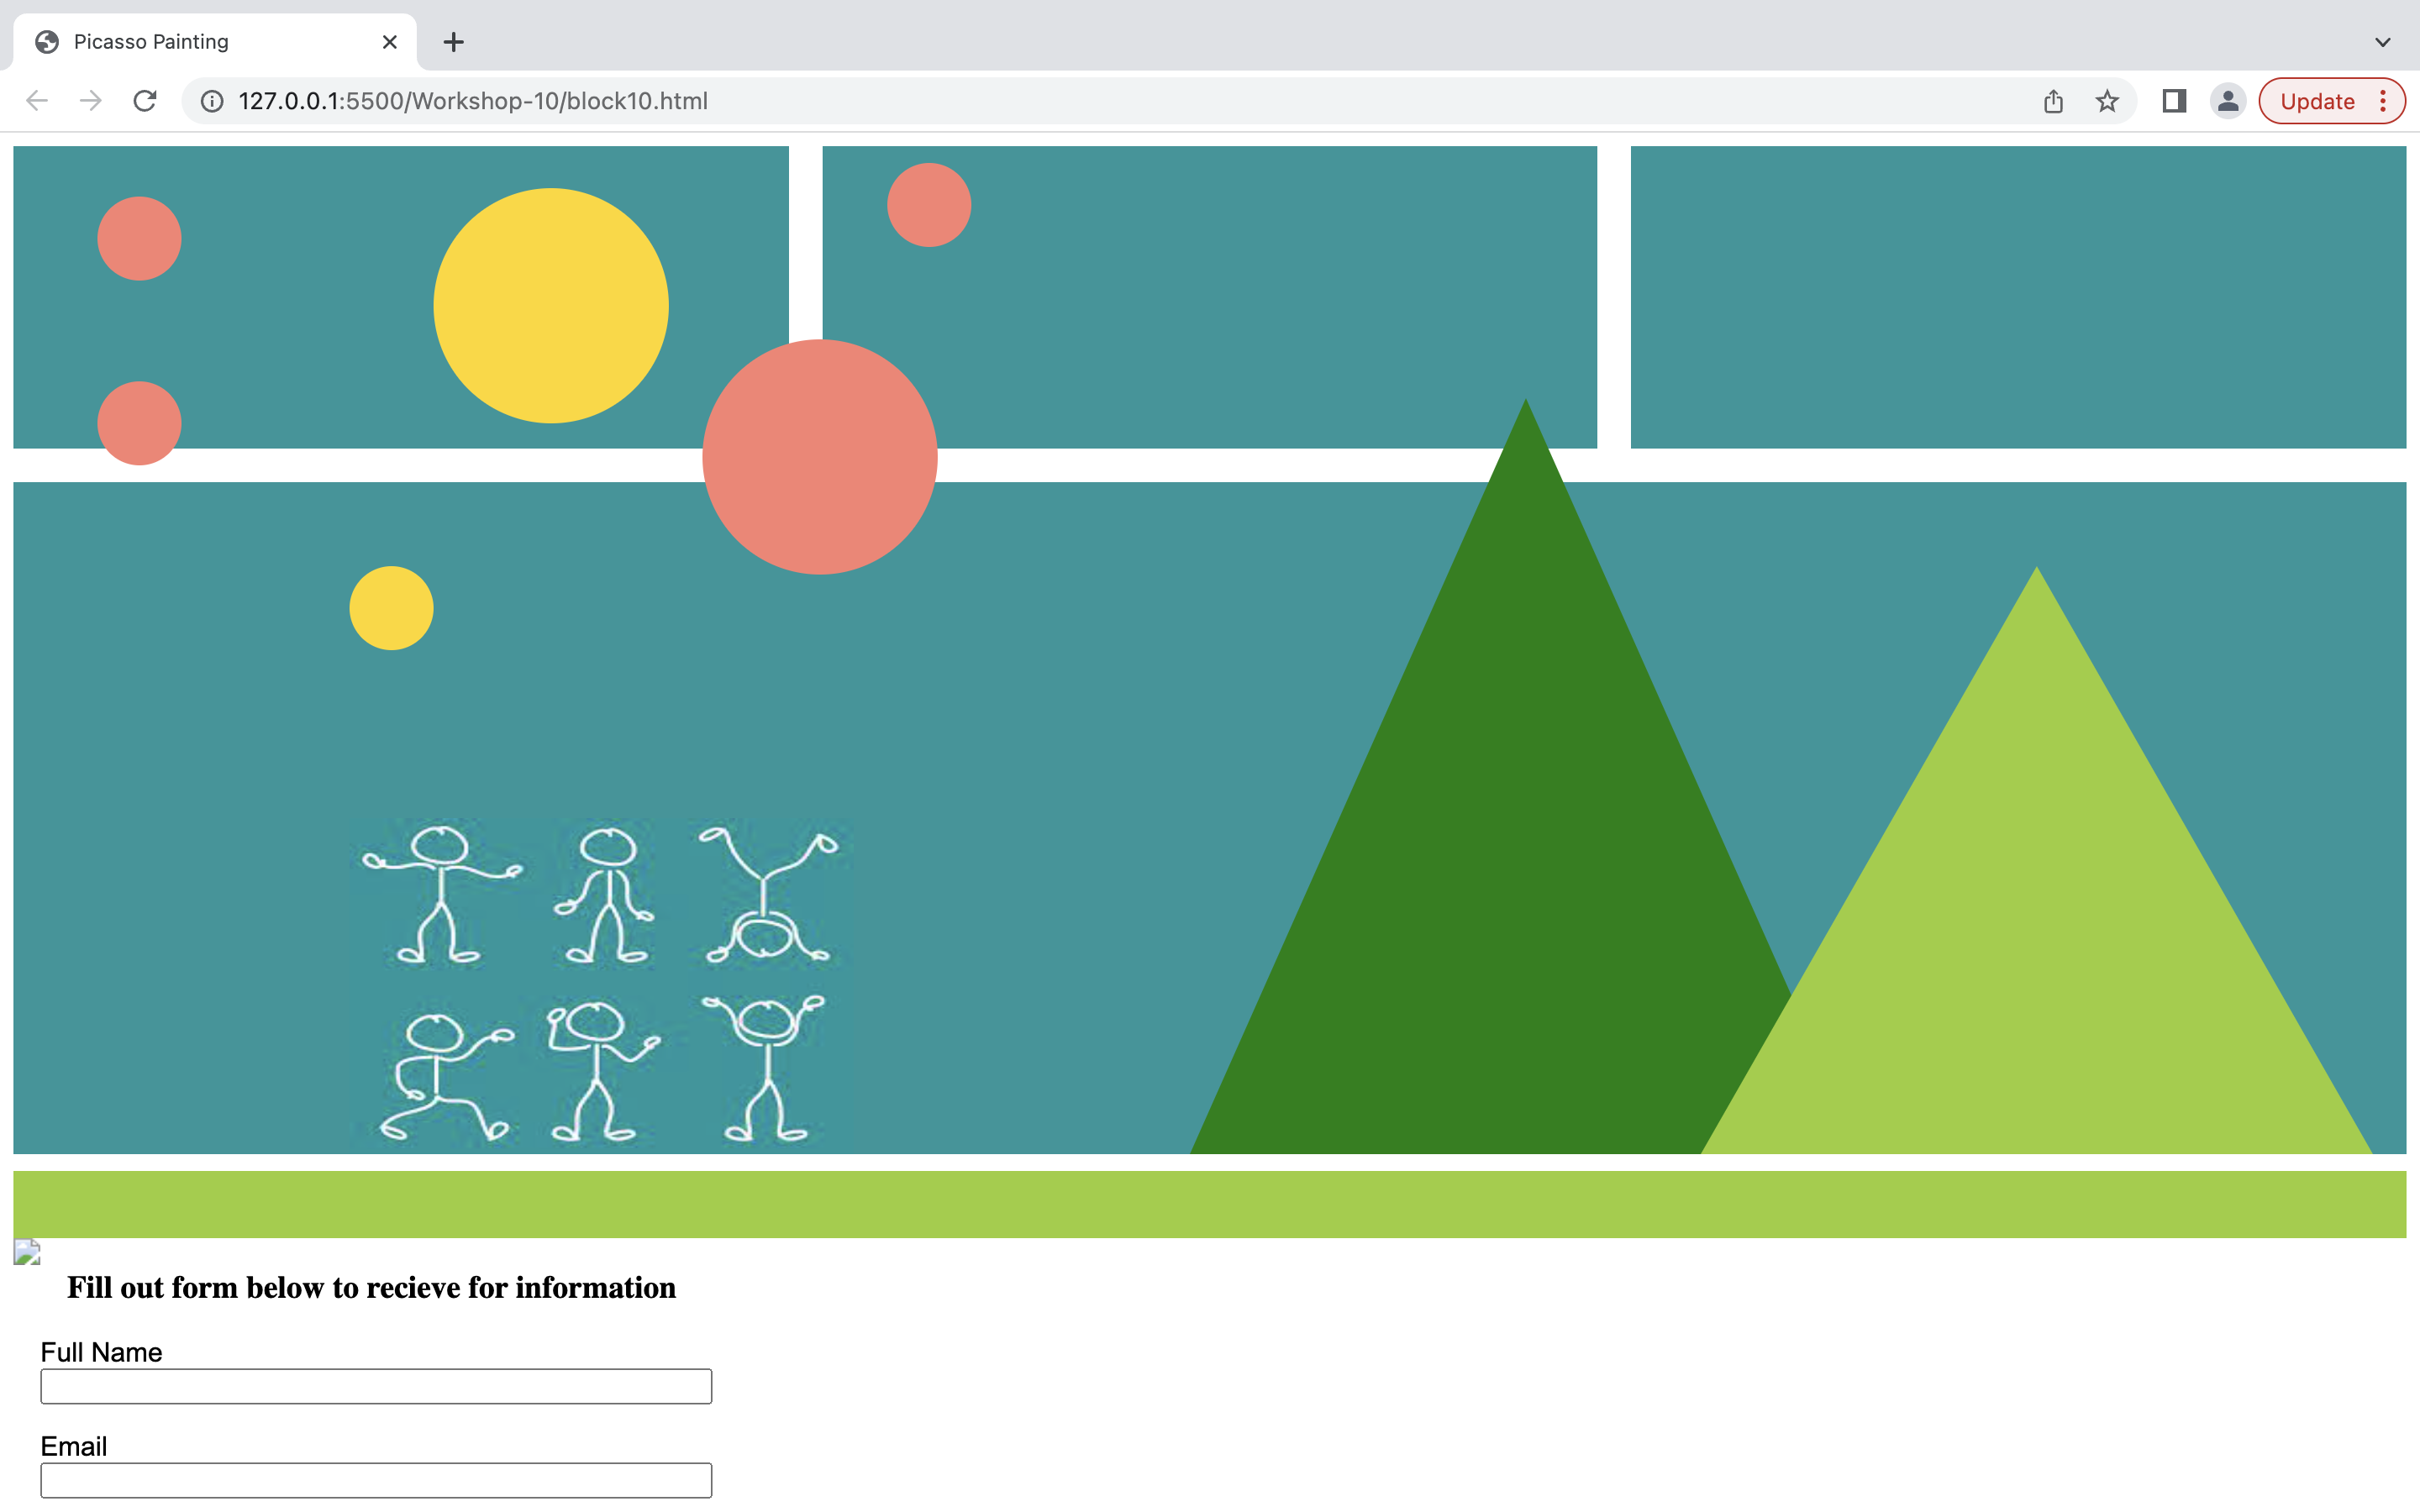 Picasso Painting
127.0.0.1:5500/Workshop-10/block10.html
Update
Fill out form below to recieve for information
Full Name
Email